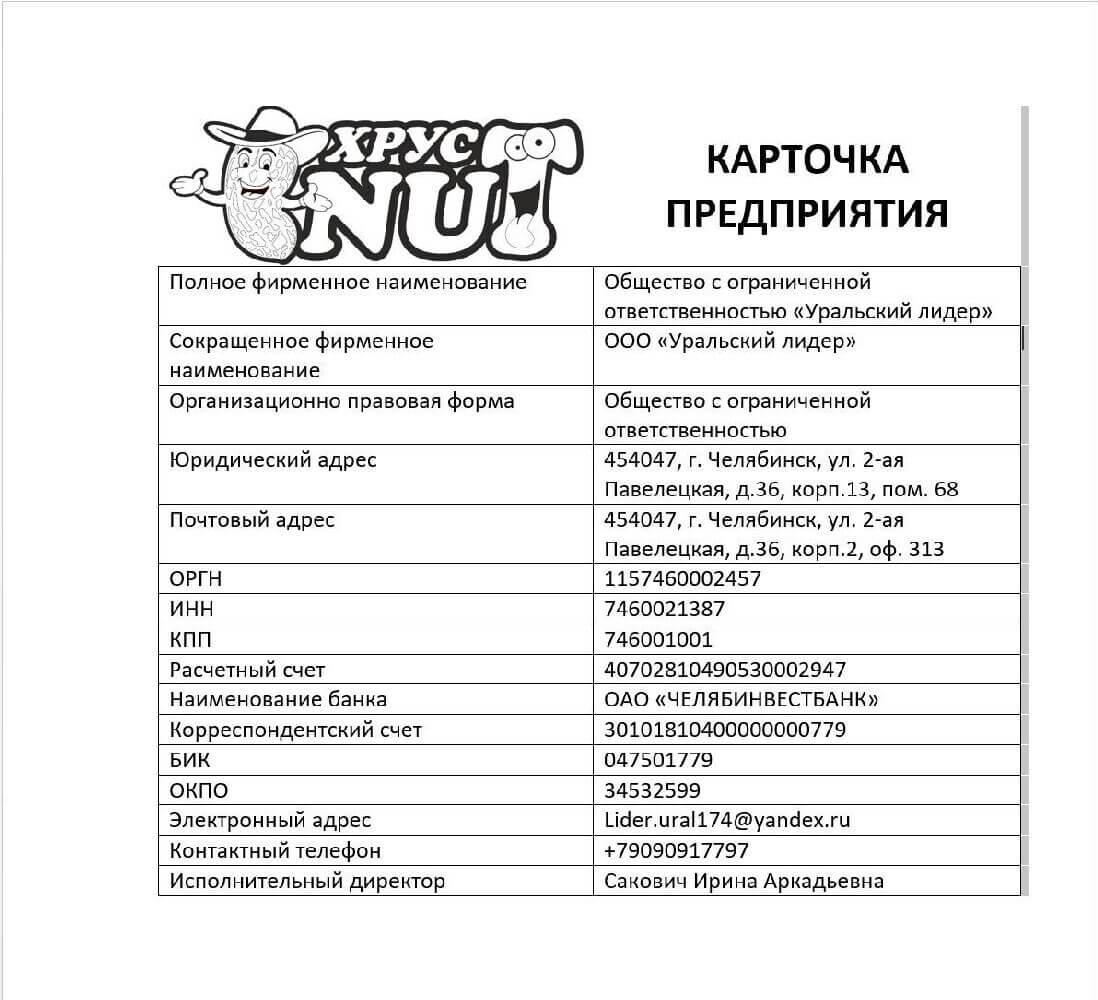 ХРУС
NUT
КАРТОЧКА
ПРЕДПРИЯТИЯ
Полное фирменное наименование
Общество с ограниченной
ответственностью «Уральский лидер»
Сокращенное фирменное
наименование
ООО «Уральский лидер»
Организационно правовая форма
Общество с ограниченной
ответственностью
Юридический адрес
454047, г. Челябинск, ул. 2-ая
Павелецкая, д.36, корп.13, пом. 68
Почтовый адрес
454047, г. Челябинск, ул. 2-ая
Павелецкая, д.36, корп.2, оф. 313
ОРГН
1157460002457
ИНН
7460021387
КПП
746001001
Расчетный счет
40702810490530002947
Наименование банка
ОАО «ЧЕЛЯБИНВЕСТБАНК»
Корреспондентский счет
30101810400000000779
БИК
047501779
ОКПО
34532599
Электронный адрес
Lider.ural174@yandex.ru
Контактный телефон
+79090917797
Исполнительный директор
Сакович Ирина Аркадьевна